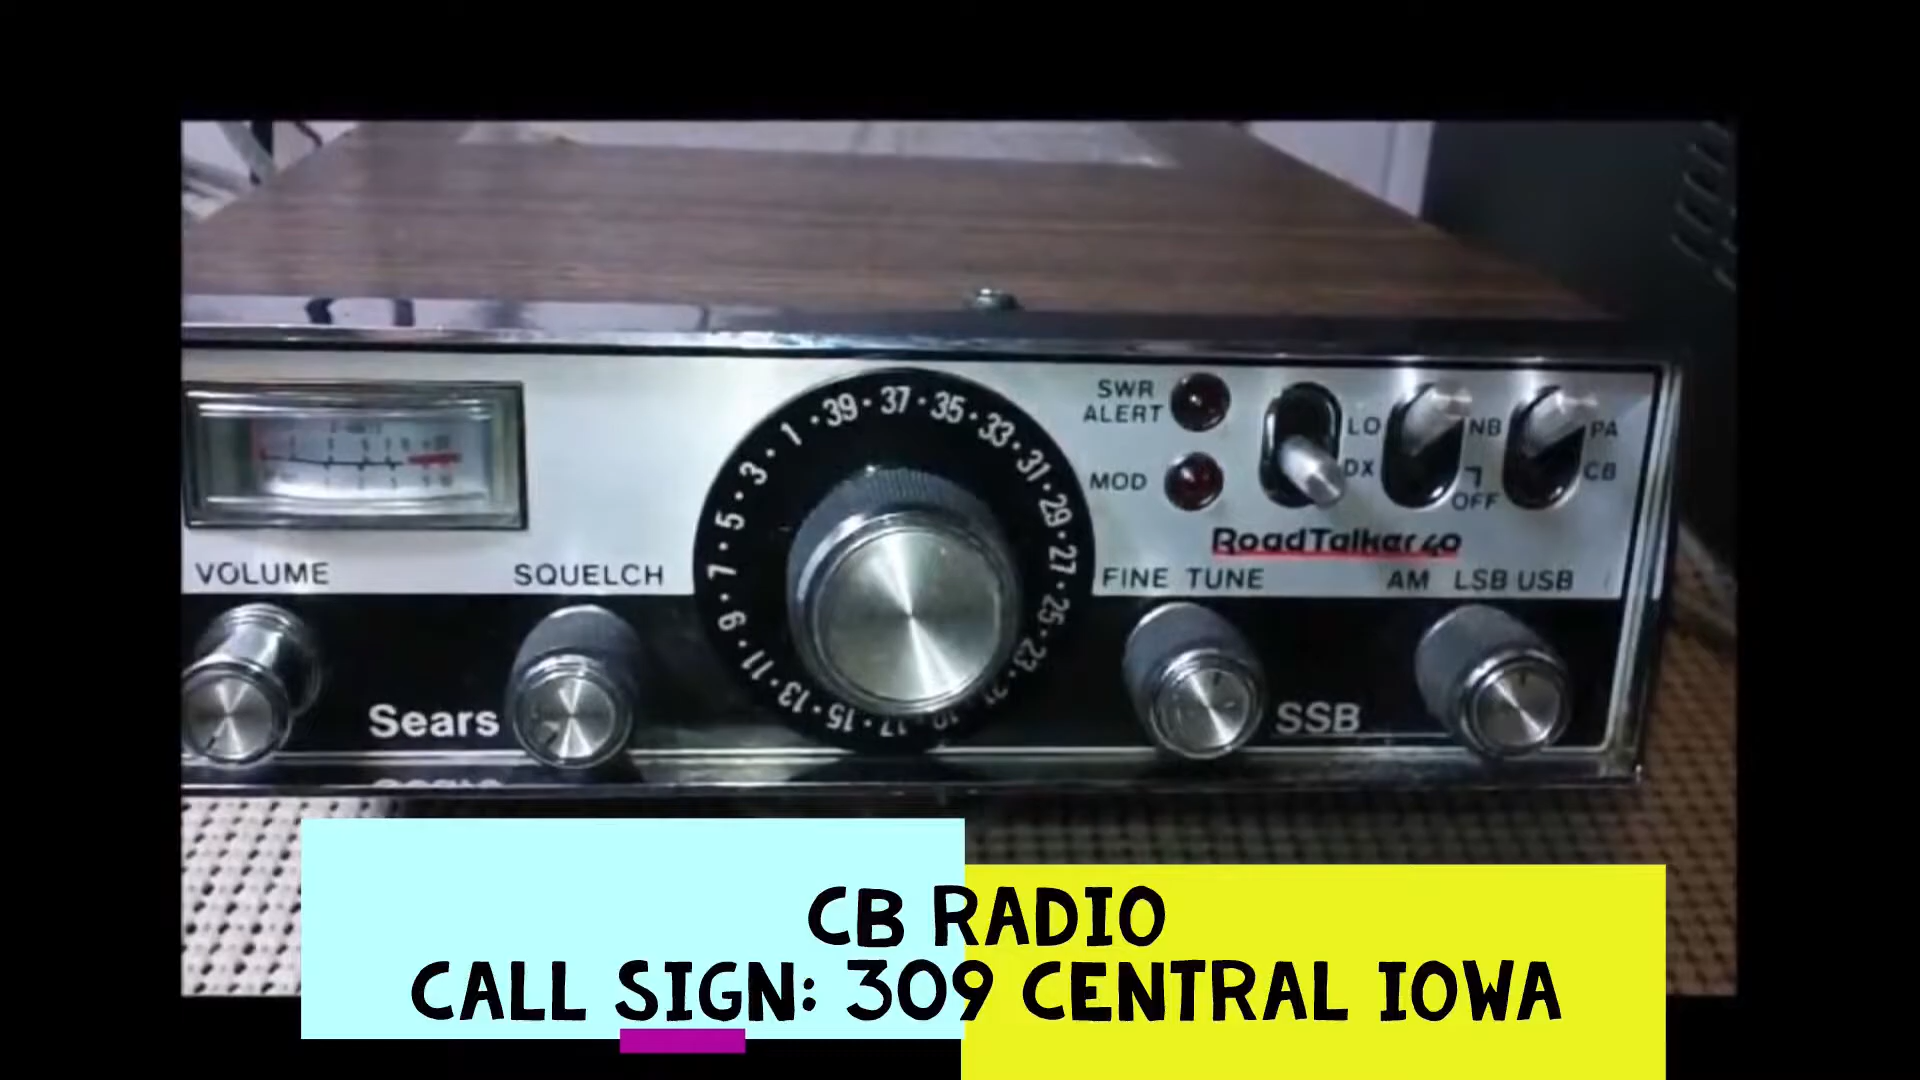 SWR
ALERT
MOD
LO
DX
NB
OFF
PA
CB
RoadTalker 40
VOLUME
SQUELCH
FINE TUNE
AM LSB USB
Sears
SSB
1 · 39 · 37 · 35 · 33 · 31 · 29 · 27 · 25 · 23 · 21 · 19 · 17 · 15 · 13 · 11 · 9 · 7 · 5 · 3 ·
CB RADIO
CALL SIGN: 309 CENTRAL IOWA